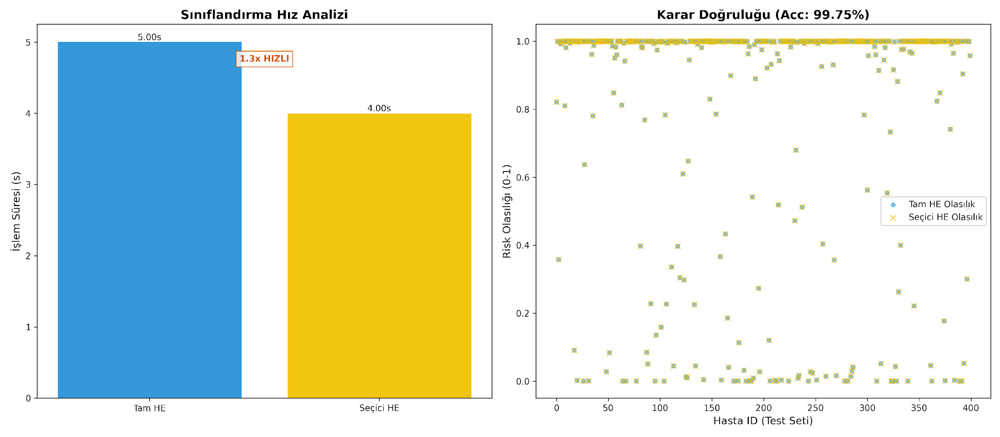 Sınıflandırma Hız Analizi
5.00s
1.3x HIZLI
4.00s
İşlem Süresi (s)
5
4
3
2
1
0
Tam HE
Seçici HE
Karar Doğruluğu (Acc: 99.75%)
Risk Olasılığı (0-1)
1.0
0.8
0.6
0.4
0.2
0.0
Tam HE Olasılık
Seçici HE Olasılık
0 50 100 150 200 250 300 350 400
Hasta ID (Test Seti)